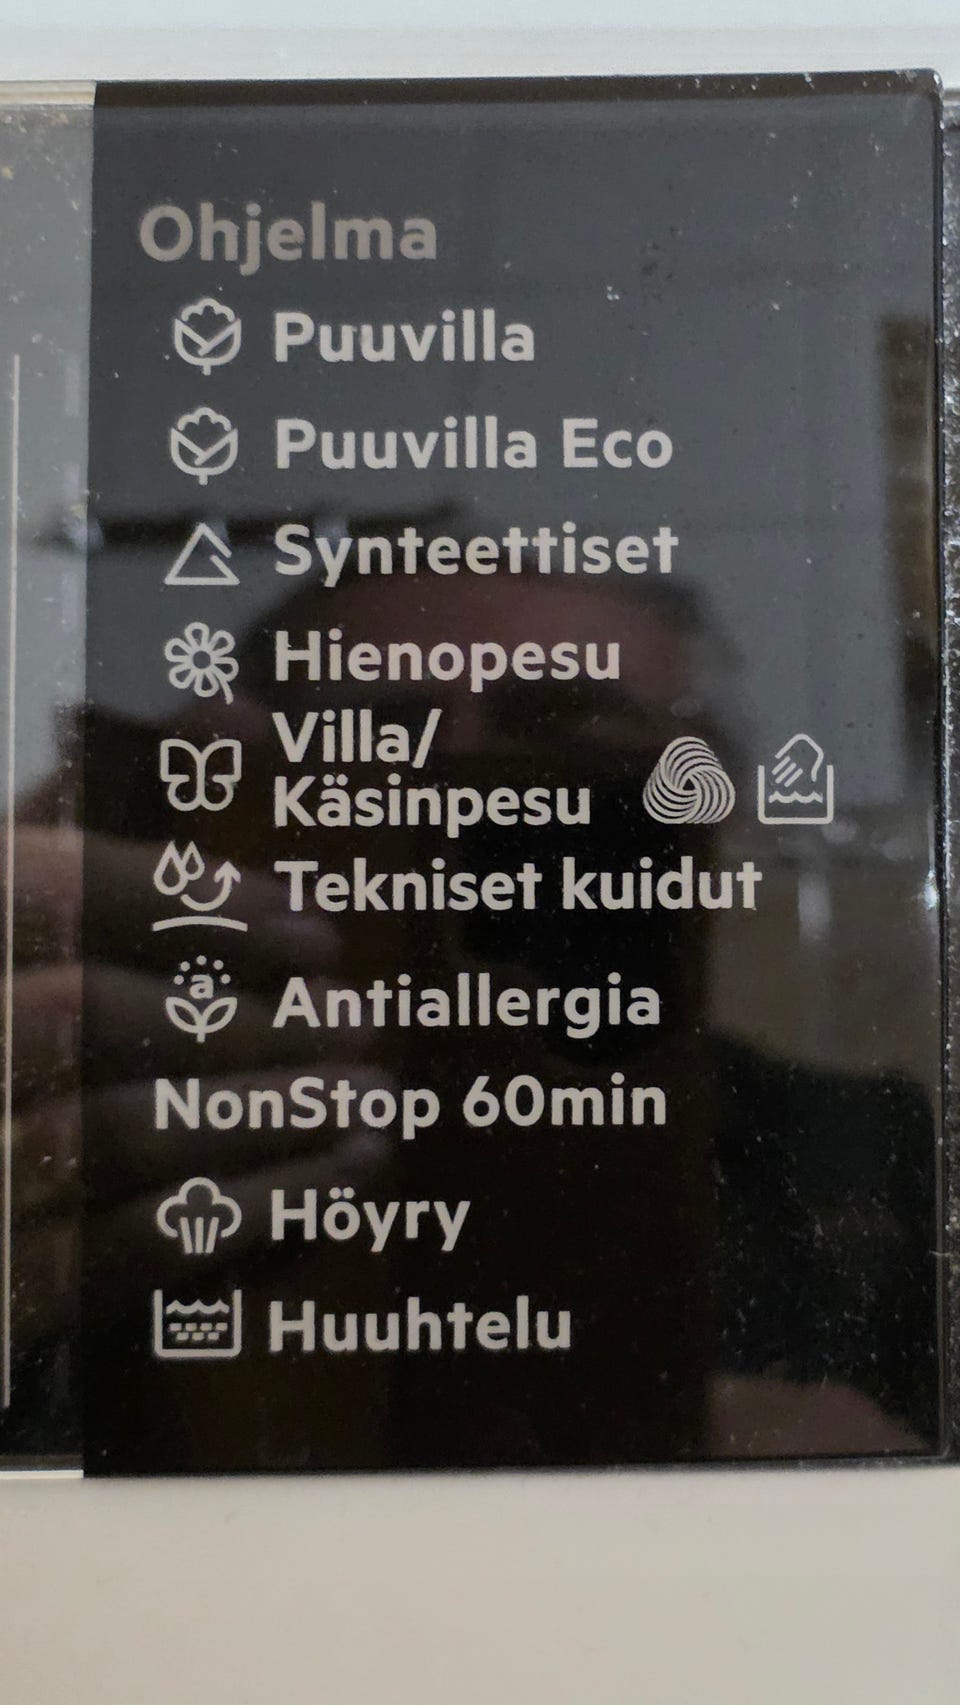 Ohjelma
Puuvilla
Puuvilla Eco
Synteettiset
Hienopesu
Villa/
Käsinpesu
Tekniset kuidut
Antiallergia
NonStop 60min
Höyry
Huuhtelu